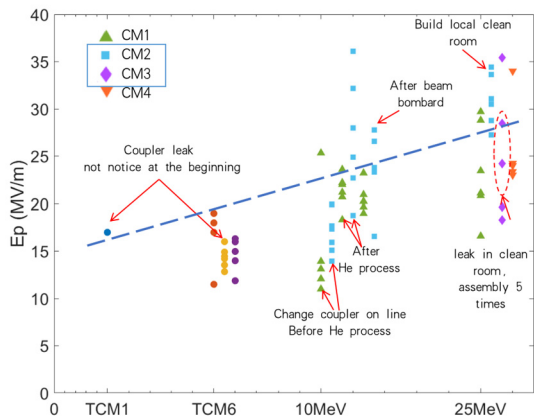 40
35
30
25
20
15
10
5
0
Ep (MV/m)
CM1
CM2
CM3
CM4
Coupler leak
not notice at the beginning
After beam
bombard
Build local clean
room
After
He process
Change coupler on line
Before He process
leak in clean
room,
assembly 5
times
0
TCM1
TCM6
10MeV
25MeV